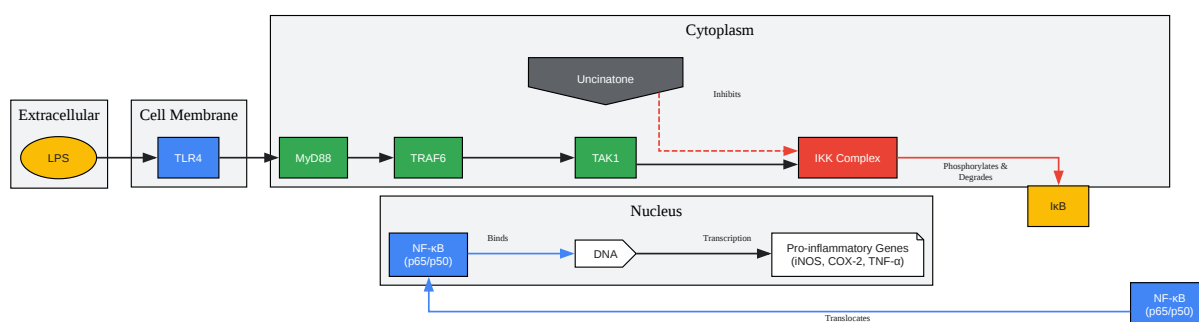 Cytoplasm
Uncinatone
Inhibits
Extracellular
Cell Membrane
LPS
TLR4
MyD88
TRAF6
TAK1
IKK Complex
Phosphorylates &
Degrades
IκB
Nucleus
NF-κB
(p65/p50)
Binds
DNA
Transcription
Pro-inflammatory Genes
(iNOS, COX-2, TNF-α)
NF-κB
(p65/p50)
Translocates